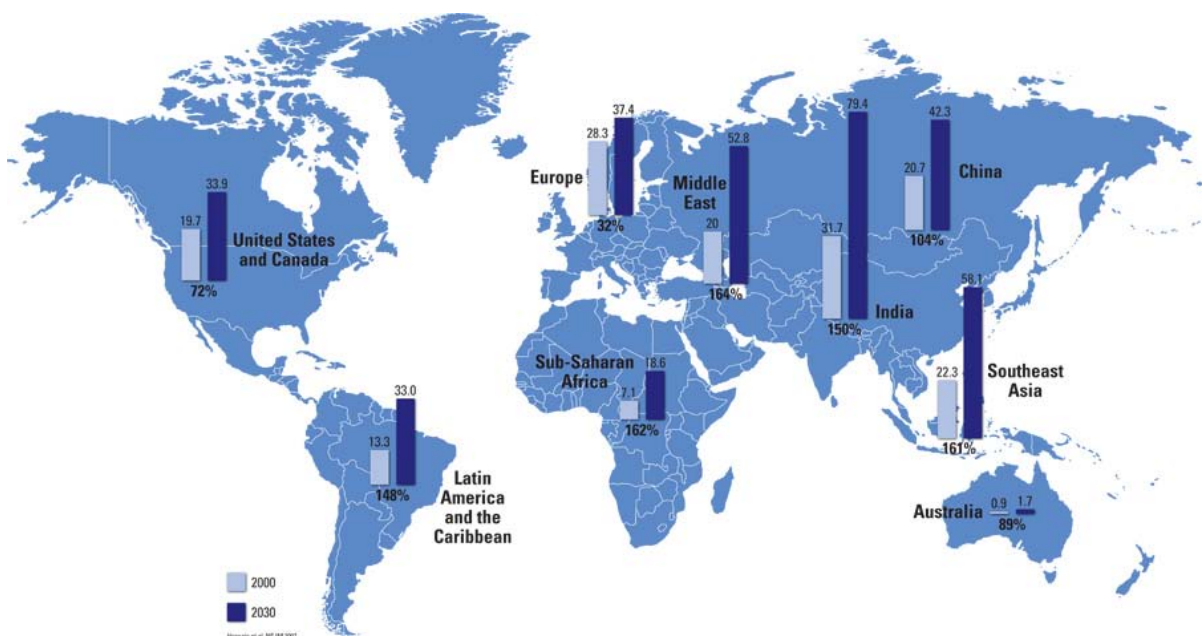 19.7
33.9
United States
and Canada
72%
28.3
37.4
Europe
32%
20
52.8
Middle
East
164%
31.7
79.4
India
150%
20.7
42.3
China
104%
22.3
58.1
Southeast
Asia
161%
7.1
18.6
Sub-Saharan
Africa
162%
13.3
33.0
148%
Latin
America
and the
Caribbean
0.9
1.7
Australia
89%
2000
2030